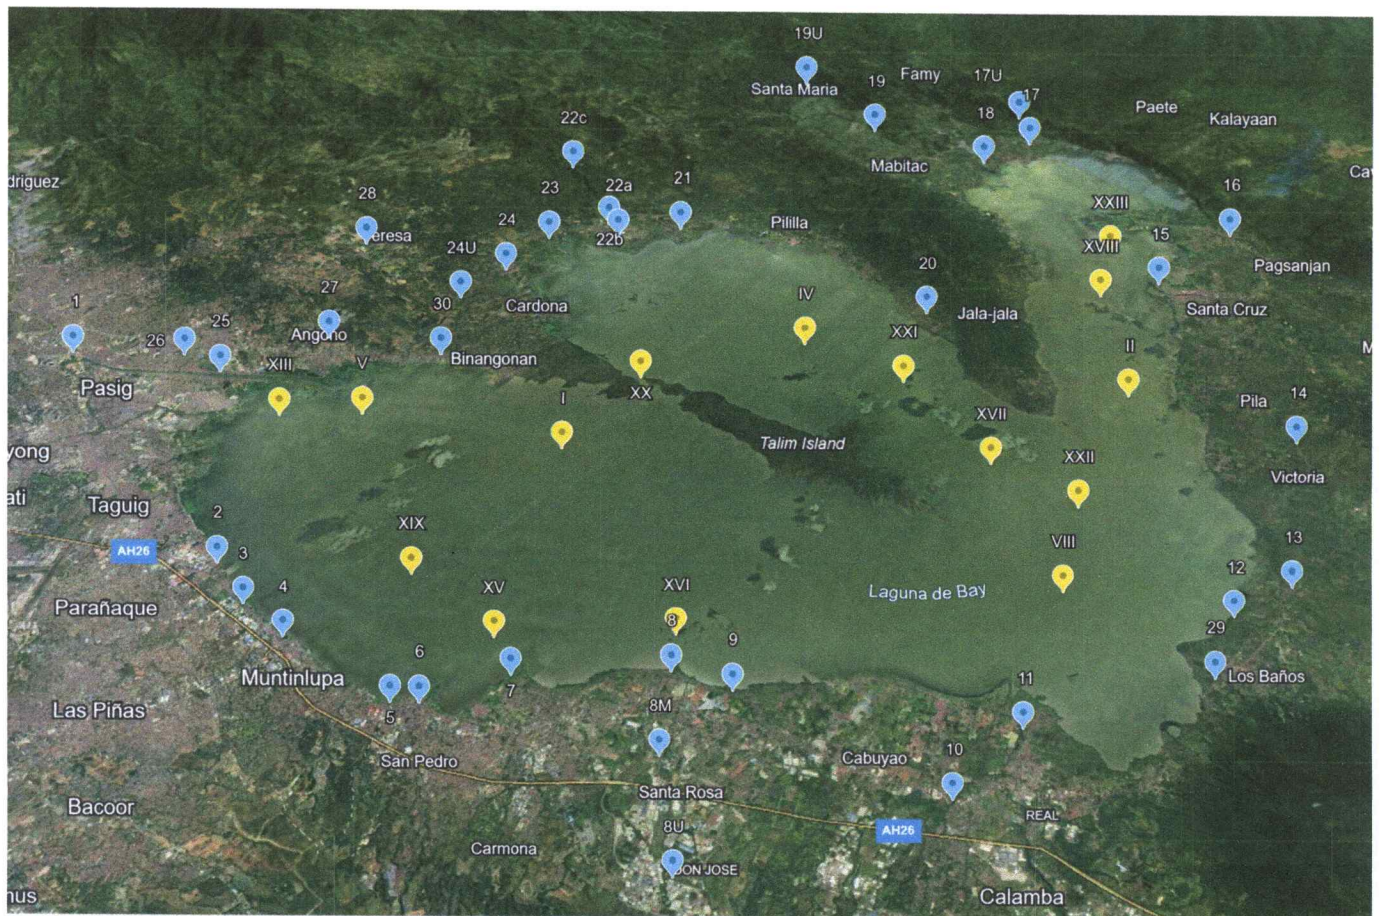 19U
Santa Maria
19
Famy
17U
17
18
Paete
Kalayaan
22c
Mabitac
driguez
28
23
22a
21
XXIII
16
Cav
eresa
22b
Pililla
24
24U
XVIII
15
Pagsanjan
20
1
27
30
Cardona
IV
Jala-jala
Santa Cruz
26
25
Angono
Binangonan
XXI
II
M
XIII
V
Pasig
XX
I
XVII
Pila
14
yong
Talim Island
XXII
Victoria
ati
Taguig
2
AH26
3
XIX
VIII
13
4
XV
XVI
Laguna de Bay
12
Parañaque
8
9
29
6
7
Muntinlupa
Los Baños
5
8M
11
Las Piñas
San Pedro
Cabuyao
10
Santa Rosa
Bacoor
REAL
8U
AH26
Carmona
DON JOSE
nus
Calamba